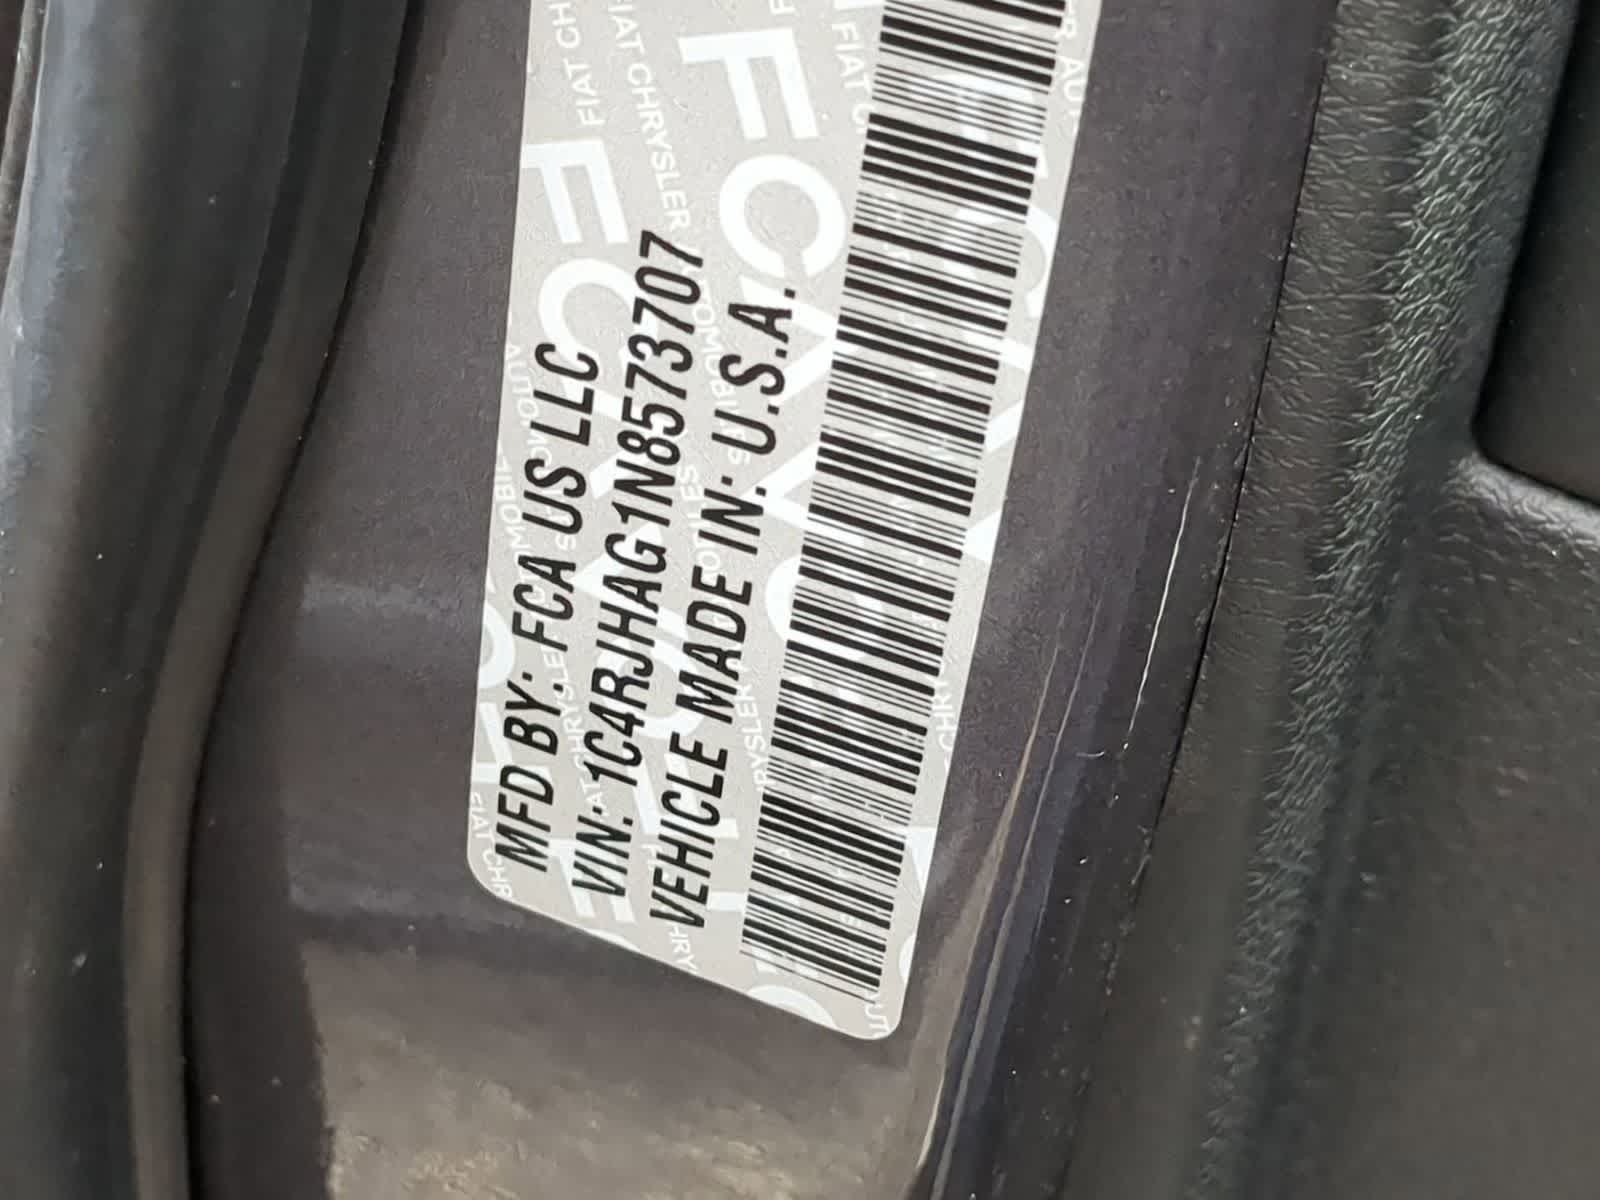 MFD BY: FCA US LLC
VIN: 1C4RJHAG1N8573707
VEHICLE MADE IN: U.S.A.